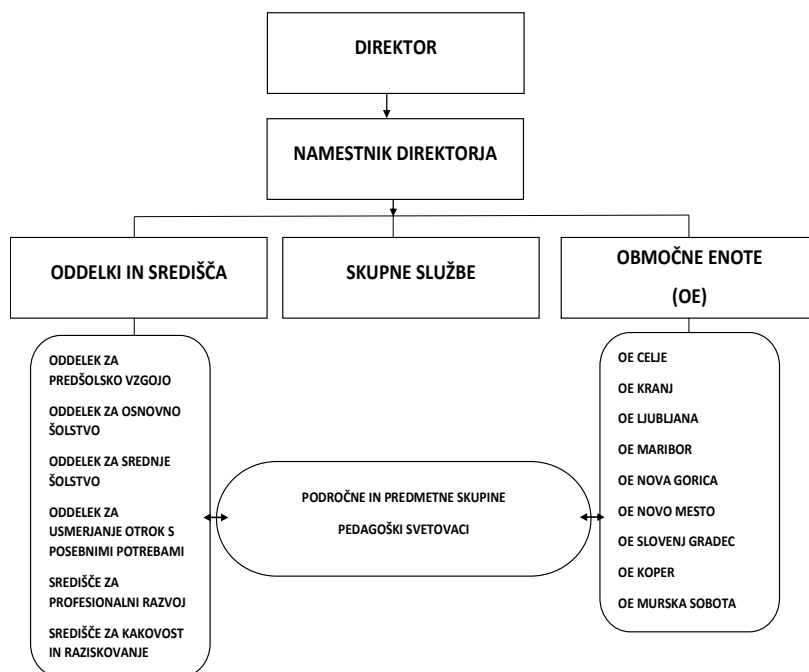 DIREKTOR
NAMESTNIK DIREKTORJA
ODDELKI IN SREDIŠČA
SKUPNE SLUŽBE
OBMOČNE ENOTE
(OE)
ODDELEK ZA
PREDŠOLSKO VZGOJO
ODDELEK ZA OSNOVNO
ŠOLSTVO
ODDELEK ZA SREDNJE
ŠOLSTVO
ODDELEK ZA
USMERJANJE OTROK S
POSEBNIMI POTREBAMI
SREDIŠČE ZA
PROFESIONALNI RAZVOJ
SREDIŠČE ZA KAKOVOST
IN RAZISKOVANJE
PODROČNE IN PREDMETNE SKUPINE
PEDAGOŠKI SVETOVACI
OE CELJE
OE KRANJ
OE LJUBLJANA
OE MARIBOR
OE NOVA GORICA
OE NOVO MESTO
OE SLOVENJ GRADEC
OE KOPER
OE MURSKA SOBOTA